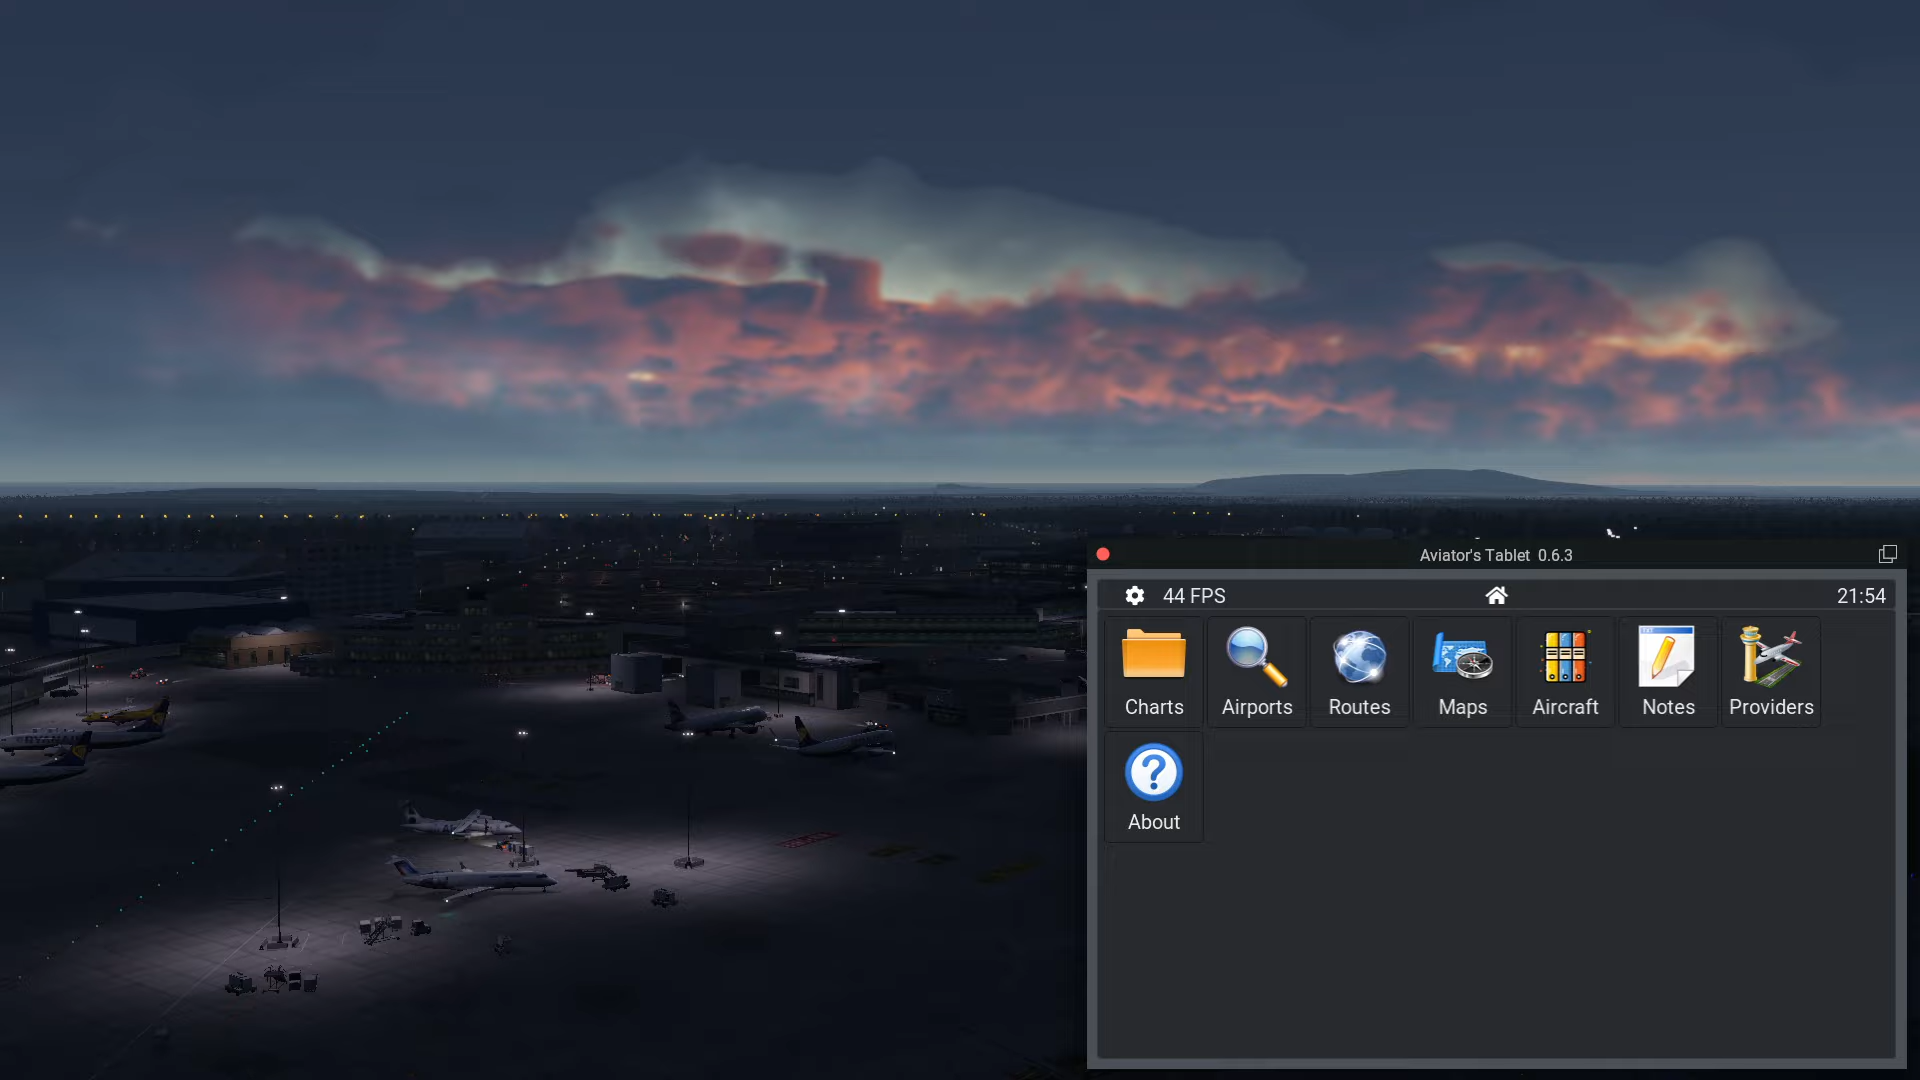 Aviator's Tablet 0.6.3
44 FPS
21:54
Charts
Airports
Routes
Maps
Aircraft
Notes
Providers
About